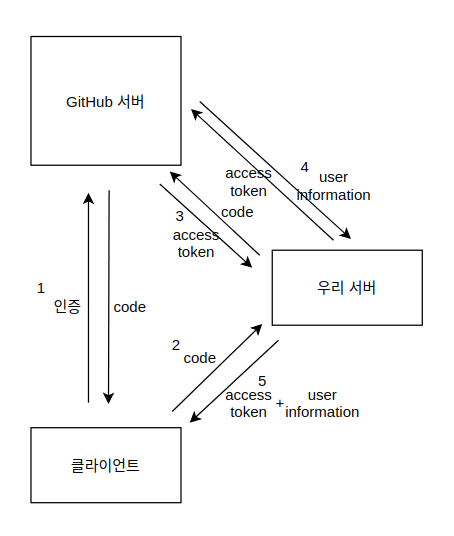 GitHub 서버
4
access
token
user
information
code
3
access
token
우리 서버
1
인증
code
2
code
5
access
token
+
user
information
클라이언트